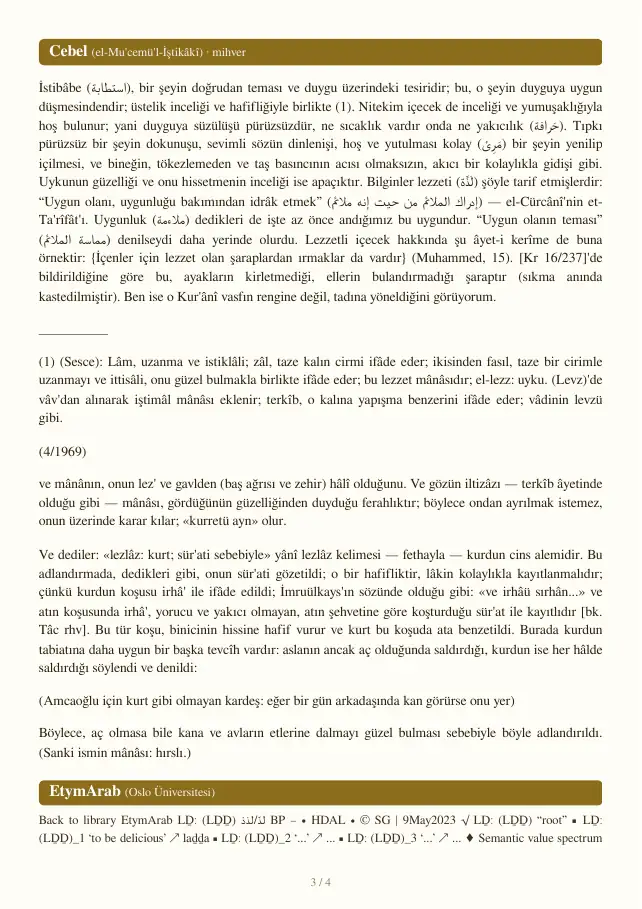 Cebel (el-Mu'cemü'l-İştikâkî) · mihver
İstibâbe (استطابة), bir şeyin doğrudan teması ve duygu üzerindeki tesiridir; bu, o şeyin duyguya uygun
düşmesindendir; üstelik inceliği ve hafifliğiyle birlikte (1). Nitekim içecek de inceliği ve yumuşaklığıyla
hoş bulunur; yani duyguya süzülüşü pürüzsüzdür, ne sıcaklık vardır onda ne yakıcılık (حَرافة). Tıpkı
pürüzsüz bir şeyin dokunuşu, sevimli sözün dinlenişi, hoş ve yutulması kolay (مَرِىْ) bir şeyin yenilip
içilmesi, ve bineğin, tökezlemeden ve taş basıncının acısı olmaksızın, akıcı bir kolaylıkla gidişi gibi.
Uykunun güzelliği ve onu hissetmenin inceliği ise apaçıktır. Bilginler lezzeti (لَذّة) şöyle tarif etmişlerdir:
“Uygun olanı, uygunluğu bakımından idrâk etmek” (إدراك الملائم من حيث إنه ملائم) — el-Cürcânî'nin et-
Ta'rîfât'ı. Uygunluk (ملاءمة) dedikleri de işte az önce andığımız bu uygundur. “Uygun olanın teması”
(مماسة الملائم) denilseydi daha yerinde olurdu. Lezzetli içecek hakkında şu âyet-i kerîme de buna
örnektir: {İçenler için lezzet olan şaraplardan ırmaklar da vardır} (Muhammed, 15). [Kr 16/237]'de
bildirildiğine göre bu, ayakların kirletmediği, ellerin bulandırmadığı şaraptır (sıkma anında
kastedilmiştir). Ben ise o Kur'ânî vasfın rengine değil, tadına yöneldiğini görüyorum.
(1) (Sesce): Lâm, uzanma ve istiklâli; zâl, taze kalın cirmi ifâde eder; ikisinden fasıl, taze bir cirimle
uzanmayı ve ittisâli, onu güzel bulmakla birlikte ifâde eder; bu lezzet mânâsıdır; el-lezz: uyku. (Levz)'de
vâv'dan alınarak iştimâl mânâsı eklenir; terkîb, o kalına yapışma benzerini ifâde eder; vâdinin levzü
gibi.
(4/1969)
ve mânânın, onun lez' ve gavlden (baş ağrısı ve zehir) hâlî olduğunu. Ve gözün iltizâzı — terkîb âyetinde
olduğu gibi — mânâsı, gördüğünün güzelliğinden duyduğu ferahlıktır; böylece ondan ayrılmak istemez,
onun üzerinde karar kılar; «kurretü ayn» olur.
Ve dediler: «lezlâz: kurt; sür'ati sebebiyle» yânî lezlâz kelimesi — fethayla — kurdun cins alemidir. Bu
adlandırmada, dedikleri gibi, onun sür'ati gözetildi; o bir hafifliktir, lâkin kolaylıkla kayıtlanmalıdır;
çünkü kurdun koşusu irhâ' ile ifâde edildi; İmruülkays'ın sözünde olduğu gibi: «ve irhâü sırhân...» ve
atın koşusunda irhâ', yorucu ve yakıcı olmayan, atın şehvetine göre koşturduğu sür'at ile kayıtlıdır [bk.
Tâc rhv]. Bu tür koşu, binicinin hissine hafif vurur ve kurt bu koşuda ata benzetildi. Burada kurdun
tabiatına daha uygun bir başka tevcîh vardır: aslanın ancak aç olduğunda saldırdığı, kurdun ise her hâlde
saldırdığı söylendi ve denildi:
(Amcaoğlu için kurt gibi olmayan kardeş: eğer bir gün arkadaşında kan görürse onu yer)
Böylece, aç olmasa bile kana ve avların etlerine dalmayı güzel bulması sebebiyle böyle adlandırıldı.
(Sanki ismin mânâsı: hırslı.)
EtymArab (Oslo Üniversitesi)
Back to library EtymArab LḎ: (LḎḎ) لذ/لذذ BP – • HDAL • © SG | 9May2023 √ LḎ: (LḎḎ) “root” ▪ LḎ:
(LḎḎ)_1 ‘to be delicious’ ↗ laḏḏa ▪ LḎ: (LḎḎ)_2 ‘...’ ↗ ... ▪ LḎ: (LḎḎ)_3 ‘...’ ↗ ... ♦ Semantic value spectrum
3 / 4